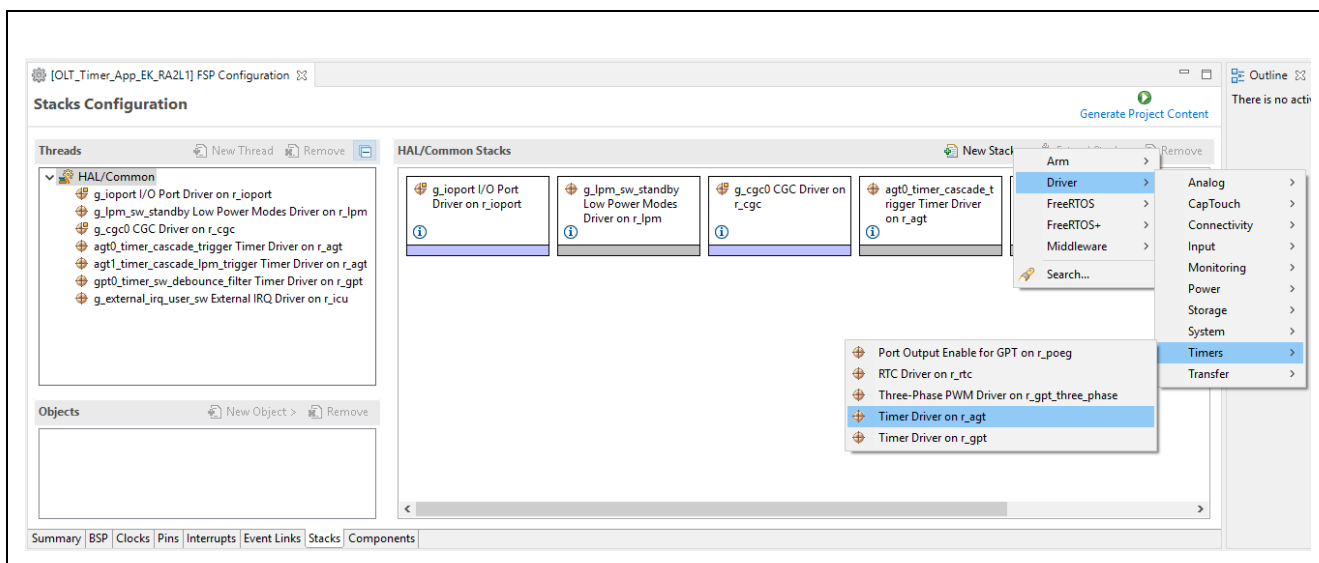 [OLT_Timer_App_EK_RA2L1] FSP Configuration
Outline
Stacks Configuration
There is no acti
Generate Project Content
Threads
New Thread
Remove
HAL/Common Stacks
New Stack
Remove
HAL/Common
g_ioport I/O Port Driver on r_ioport
g_lpm_sw_standby Low Power Modes Driver on r_lpm
g_cgc0 CGC Driver on r_cgc
agt0_timer_cascade_trigger Timer Driver on r_agt
agt1_timer_cascade_lpm_trigger Timer Driver on r_agt
gpt0_timer_sw_debounce_filter Timer Driver on r_gpt
g_external_irq_user_sw External IRQ Driver on r_icu
g_ioport I/O Port
Driver on r_ioport
g_lpm_sw_standby
Low Power Modes
Driver on r_lpm
g_cgc0 CGC Driver on
r_cgc
agt0_timer_cascade_t
rigger Timer Driver
on r_agt
Arm
Driver
FreeRTOS
FreeRTOS+
Middleware
Search...
Analog
CapTouch
Connectivity
Input
Monitoring
Power
Storage
System
Timers
Transfer
Port Output Enable for GPT on r_poeg
RTC Driver on r_rtc
Three-Phase PWM Driver on r_gpt_three_phase
Timer Driver on r_agt
Timer Driver on r_gpt
Objects
New Object >
Remove
Summary BSP Clocks Pins Interrupts Event Links Stacks Components